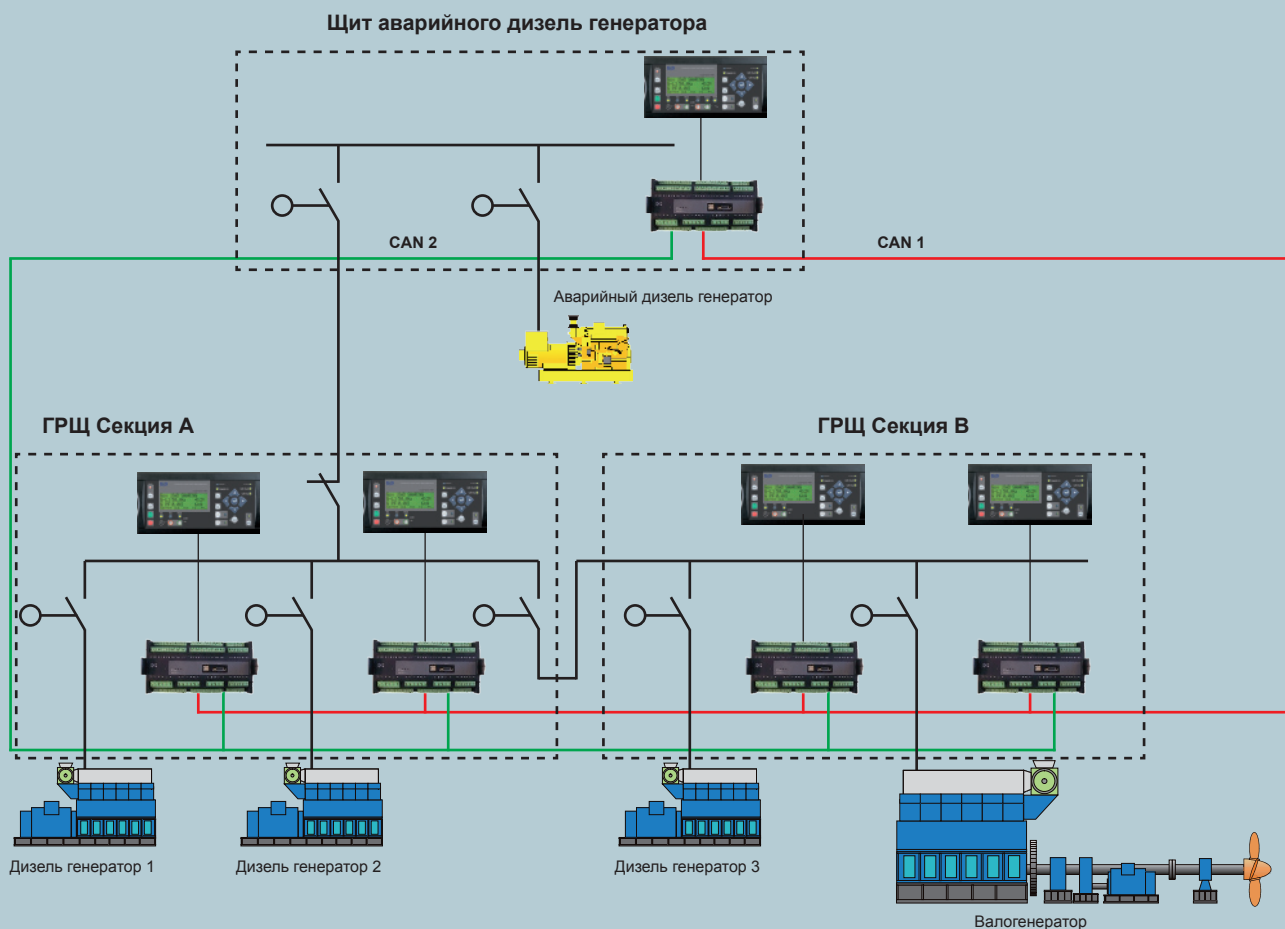 Щит аварийного дизель генератора
CAN 2
CAN 1
Аварийный дизель генератор
ГРЩ Секция А
ГРЩ Секция В
Дизель генератор 1
Дизель генератор 2
Дизель генератор 3
Валогенератор